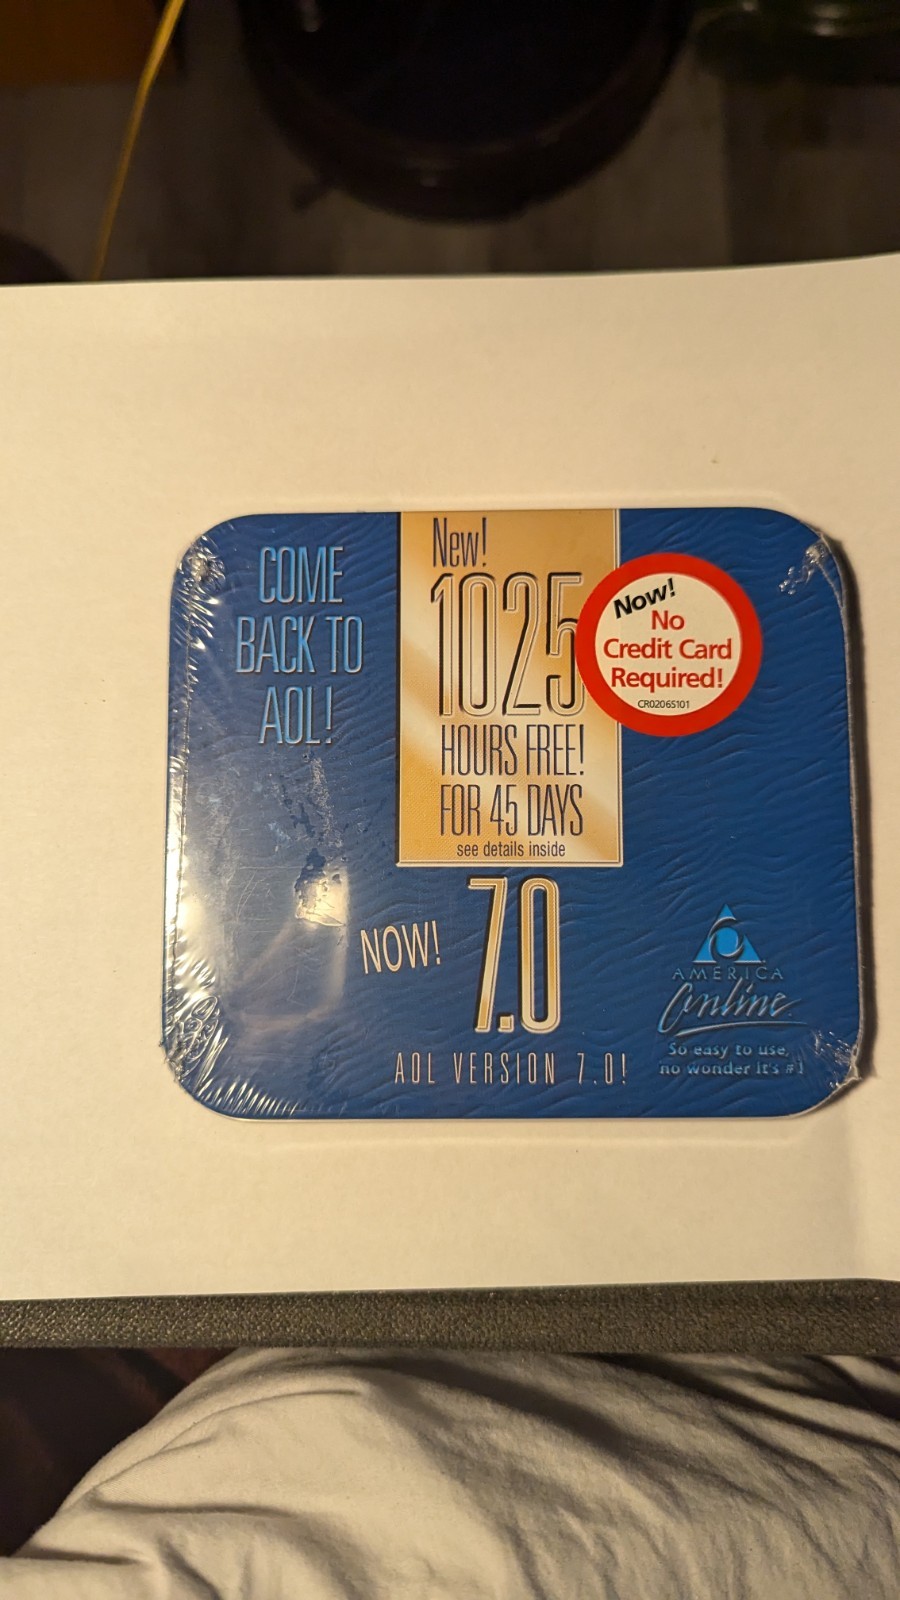 COME
BACK TO
AOL!
New!
1025
HOURS FREE!
FOR 45 DAYS
see details inside
Now!
No
Credit Card
Required!
CR0206S101
NOW!
7.0
AOL VERSION 7.0!
AMERICA
Online
So easy to use,
no wonder it's #1